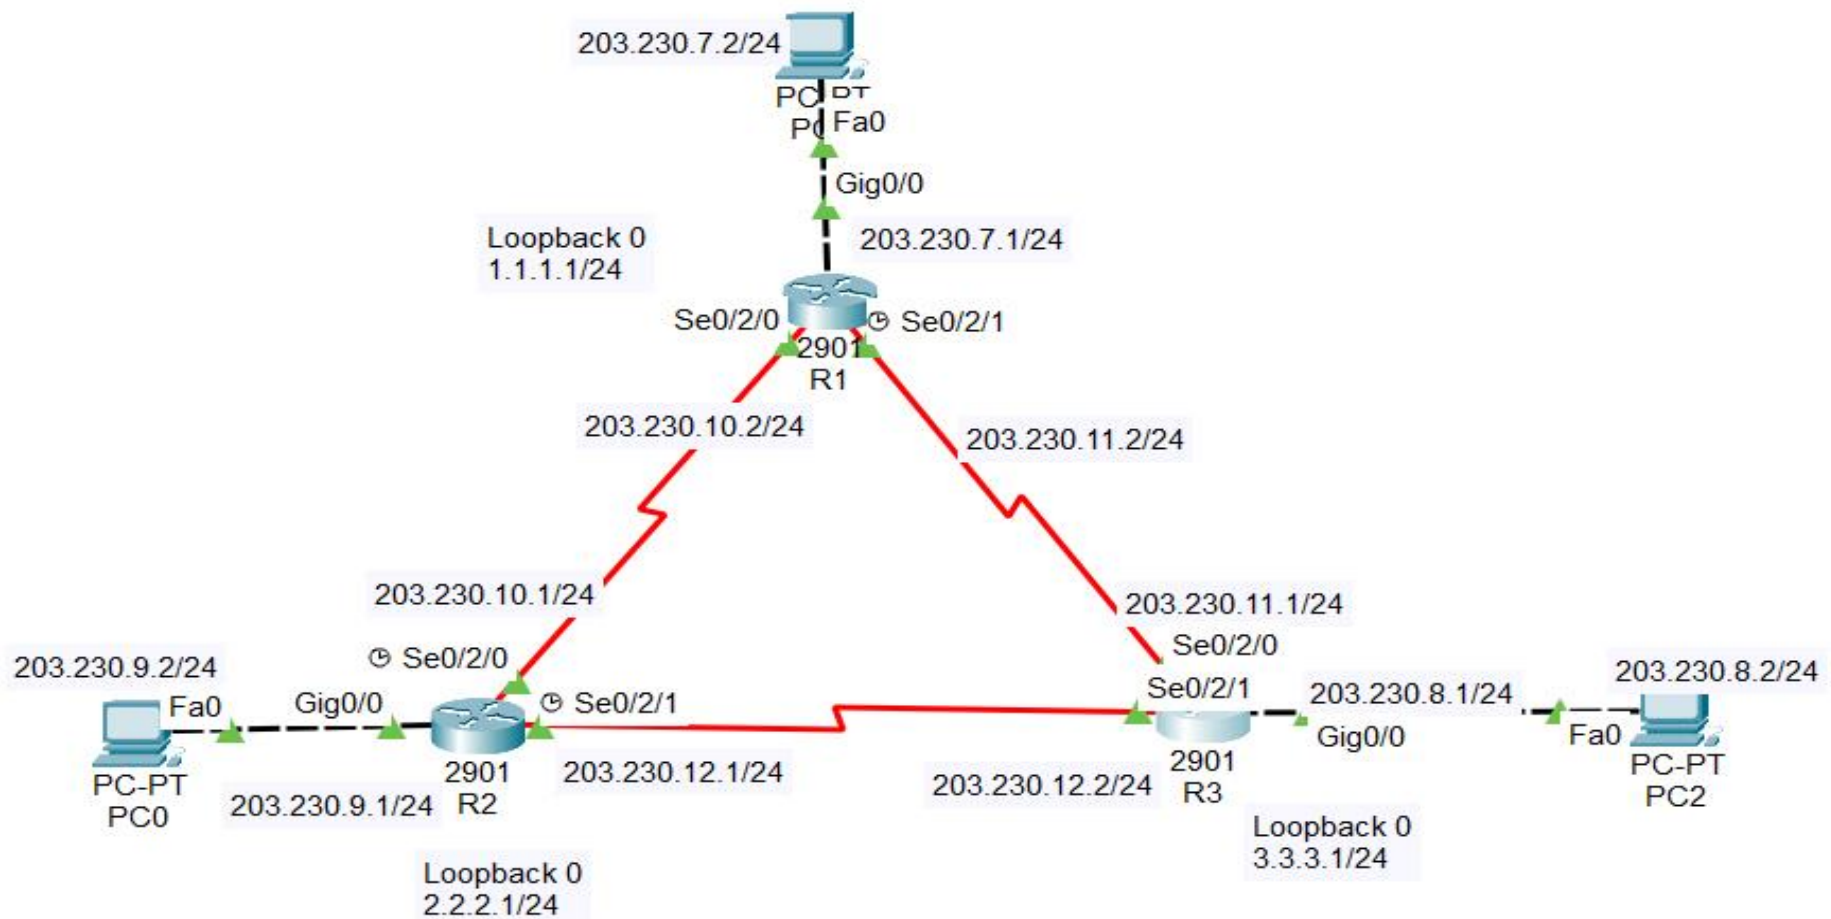 203.230.7.2/24
PC-PT
Fa0
Gig0/0
203.230.7.1/24
Loopback 0
1.1.1.1/24
Se0/2/0
Se0/2/1
2901
R1
203.230.10.2/24
203.230.11.2/24
203.230.10.1/24
203.230.11.1/24
Se0/2/0
Se0/2/0
203.230.9.2/24
Fa0
Gig0/0
Se0/2/1
Se0/2/1
203.230.8.1/24
203.230.8.2/24
Gig0/0
Fa0
PC-PT
PC0
203.230.9.1/24
2901
R2
203.230.12.1/24
203.230.12.2/24
2901
R3
PC-PT
PC2
Loopback 0
3.3.3.1/24
Loopback 0
2.2.2.1/24